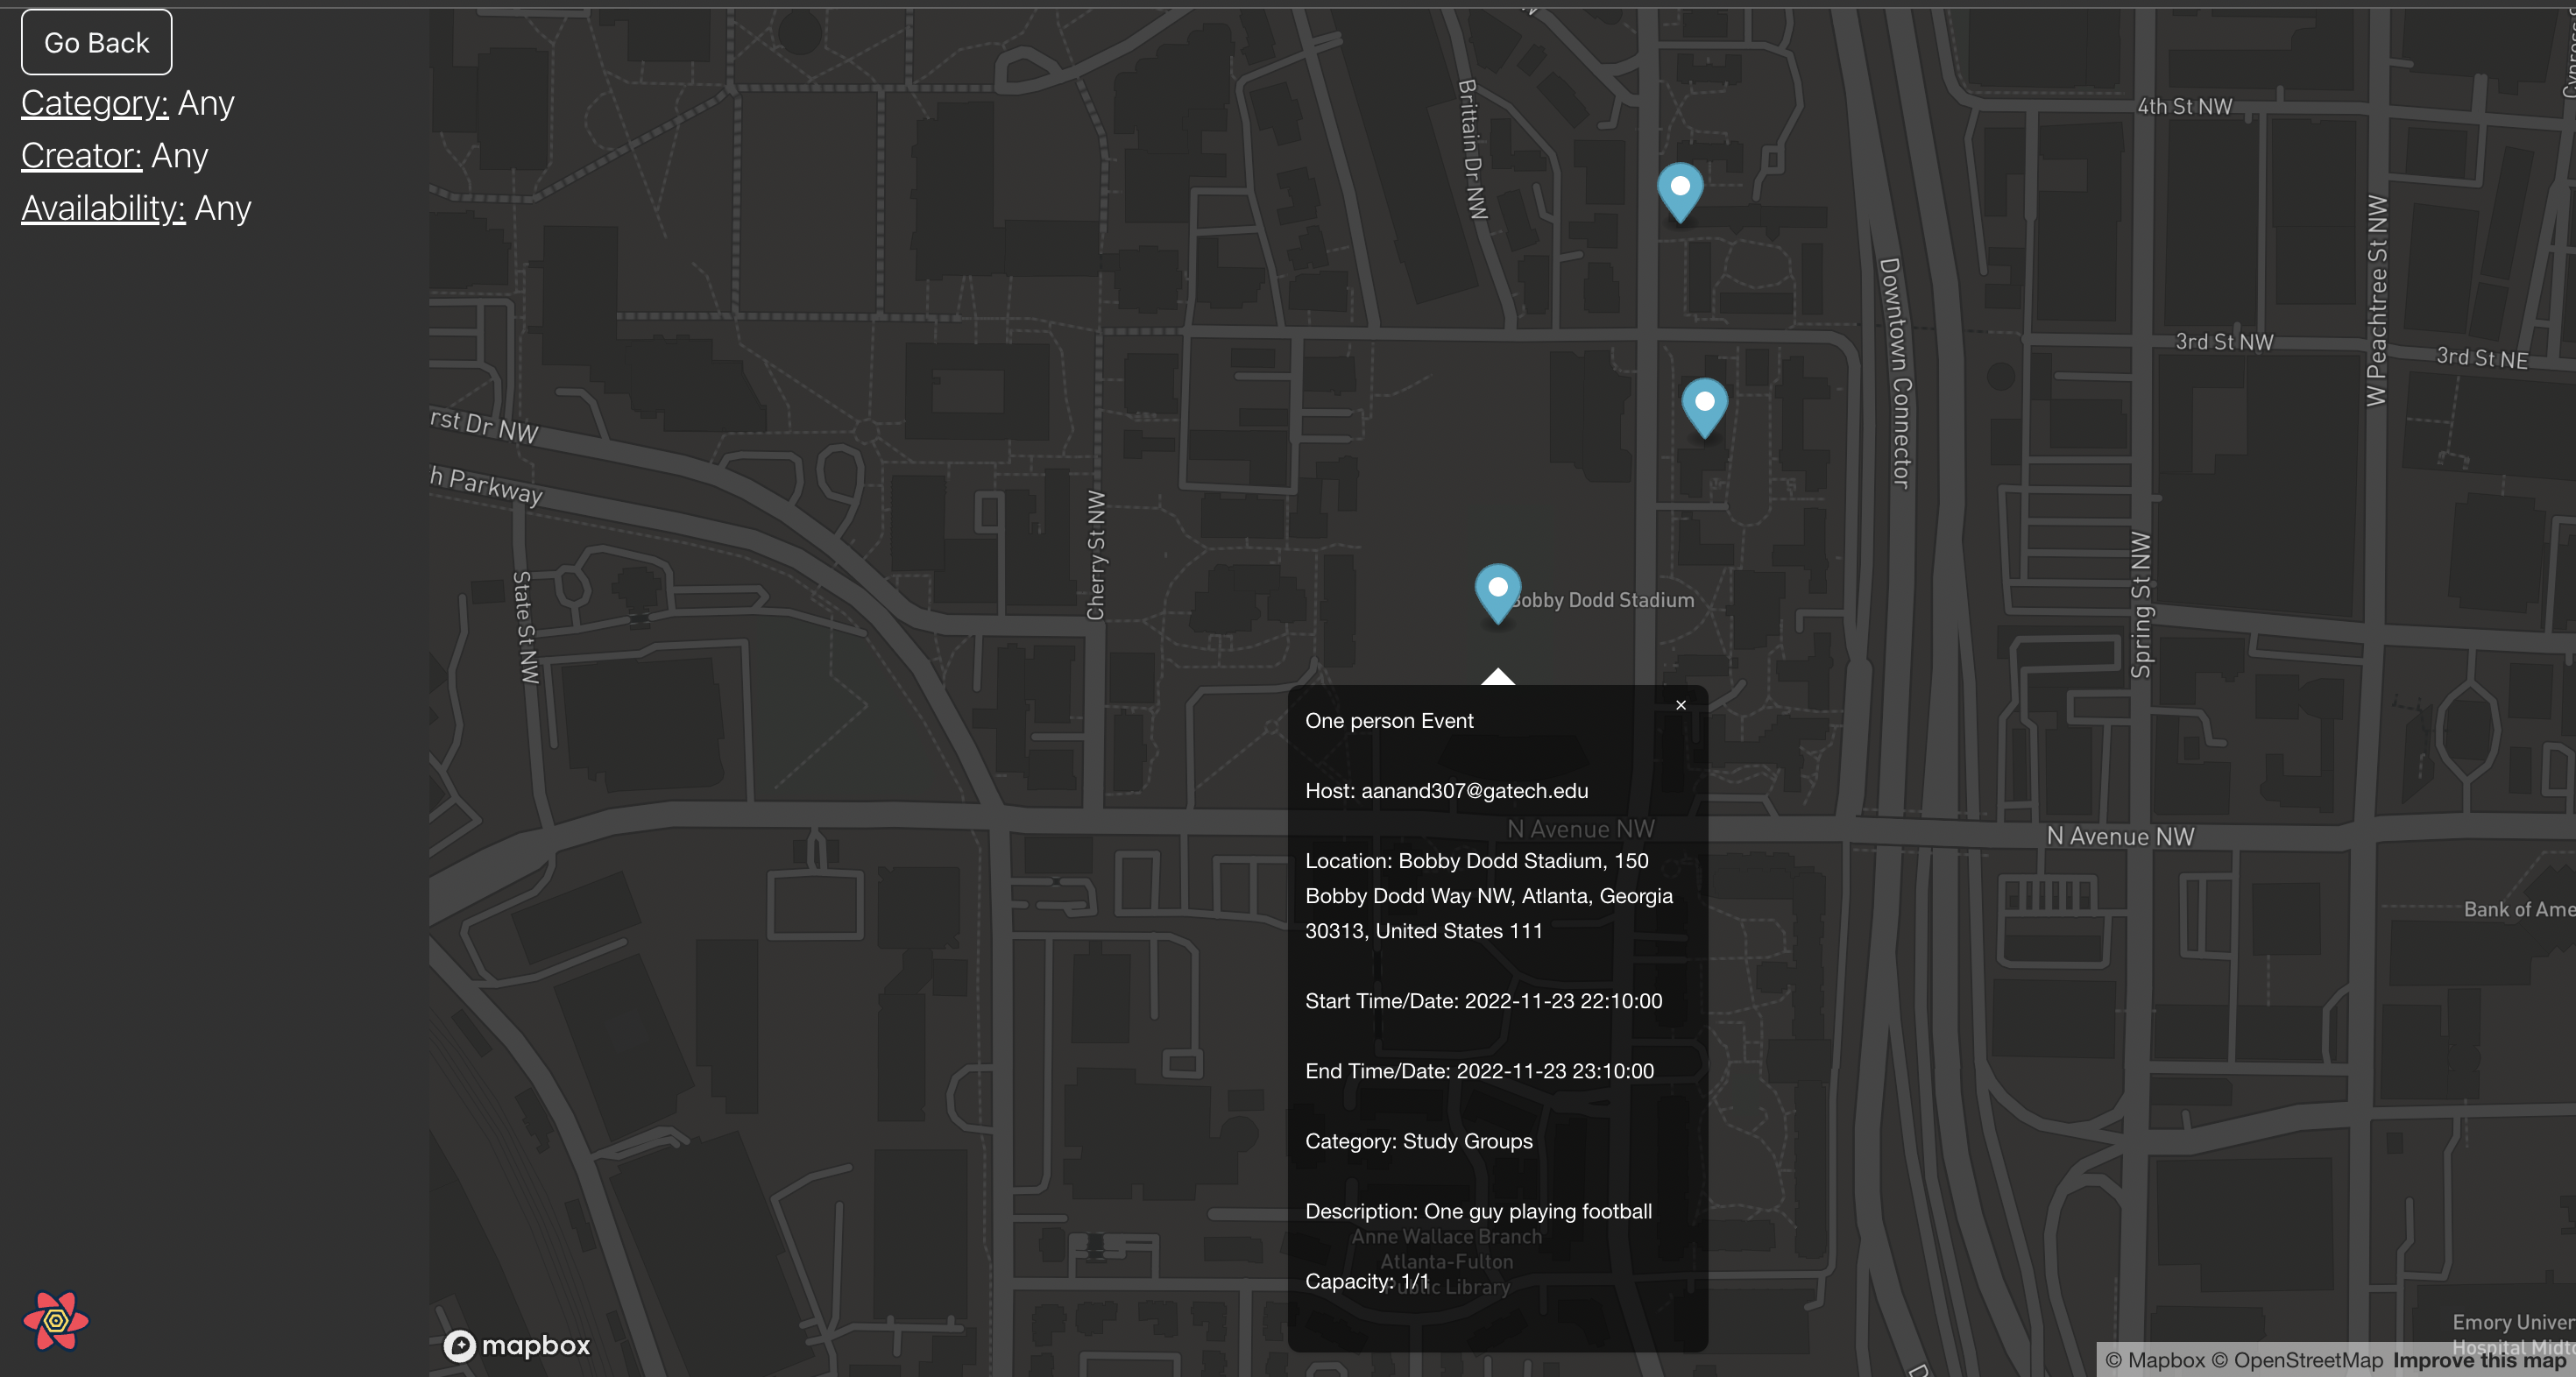 Go Back
Category: Any
Creator: Any
Availability: Any
Brittain Dr NW
4th St NW
Downtown Connector
W Peachtree St NW
3rd St NW
3rd St NE
rst Dr NW
h Parkway
Cherry St NW
State St NW
Bobby Dodd Stadium
Spring St NW
×
One person Event
Host: aanand307@gatech.edu
N Avenue NW
N Avenue NW
Location: Bobby Dodd Stadium, 150
Bobby Dodd Way NW, Atlanta, Georgia
30313, United States 111
Bank of Ame
Start Time/Date: 2022-11-23 22:10:00
End Time/Date: 2022-11-23 23:10:00
Category: Study Groups
Description: One guy playing football
Anne Wallace Branch
Atlanta-Fulton
Public Library
Capacity: 1/1
Emory Univer
Hospital Midt
mapbox
© Mapbox © OpenStreetMap Improve this map